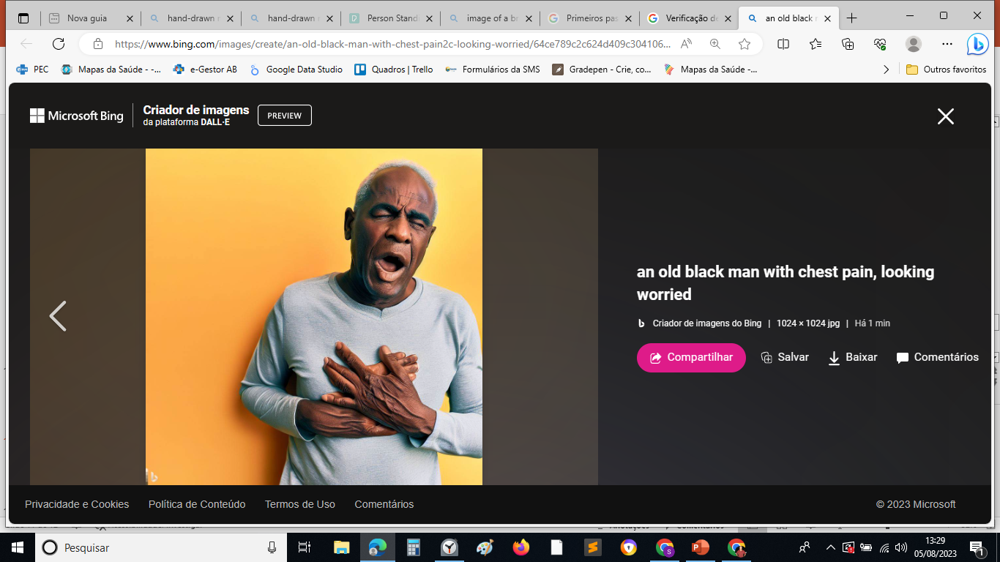 Nova guia
hand-drawn
hand-drawn
Person Stand
image of a br
Primeiros pas
Verificação de
an old black
https://www.bing.com/images/create/an-old-black-man-with-chest-pain2c-looking-worried/64ce789c2c624d409c304106...
PEC
Mapas da Saúde - -...
e-Gestor AB
Google Data Studio
Quadros | Trello
Formulários da SMS
Gradepen - Crie, co...
Mapas da Saúde -...
Outros favoritos
Microsoft Bing
Criador de imagens
da plataforma DALL·E
PREVIEW
an old black man with chest pain, looking
worried
Criador de imagens do Bing | 1024 × 1024 jpg | Há 1 min
Compartilhar
Salvar
Baixar
Comentários
Privacidade e Cookies
Política de Conteúdo
Termos de Uso
Comentários
© 2023 Microsoft
Pesquisar
13:29
05/08/2023
1